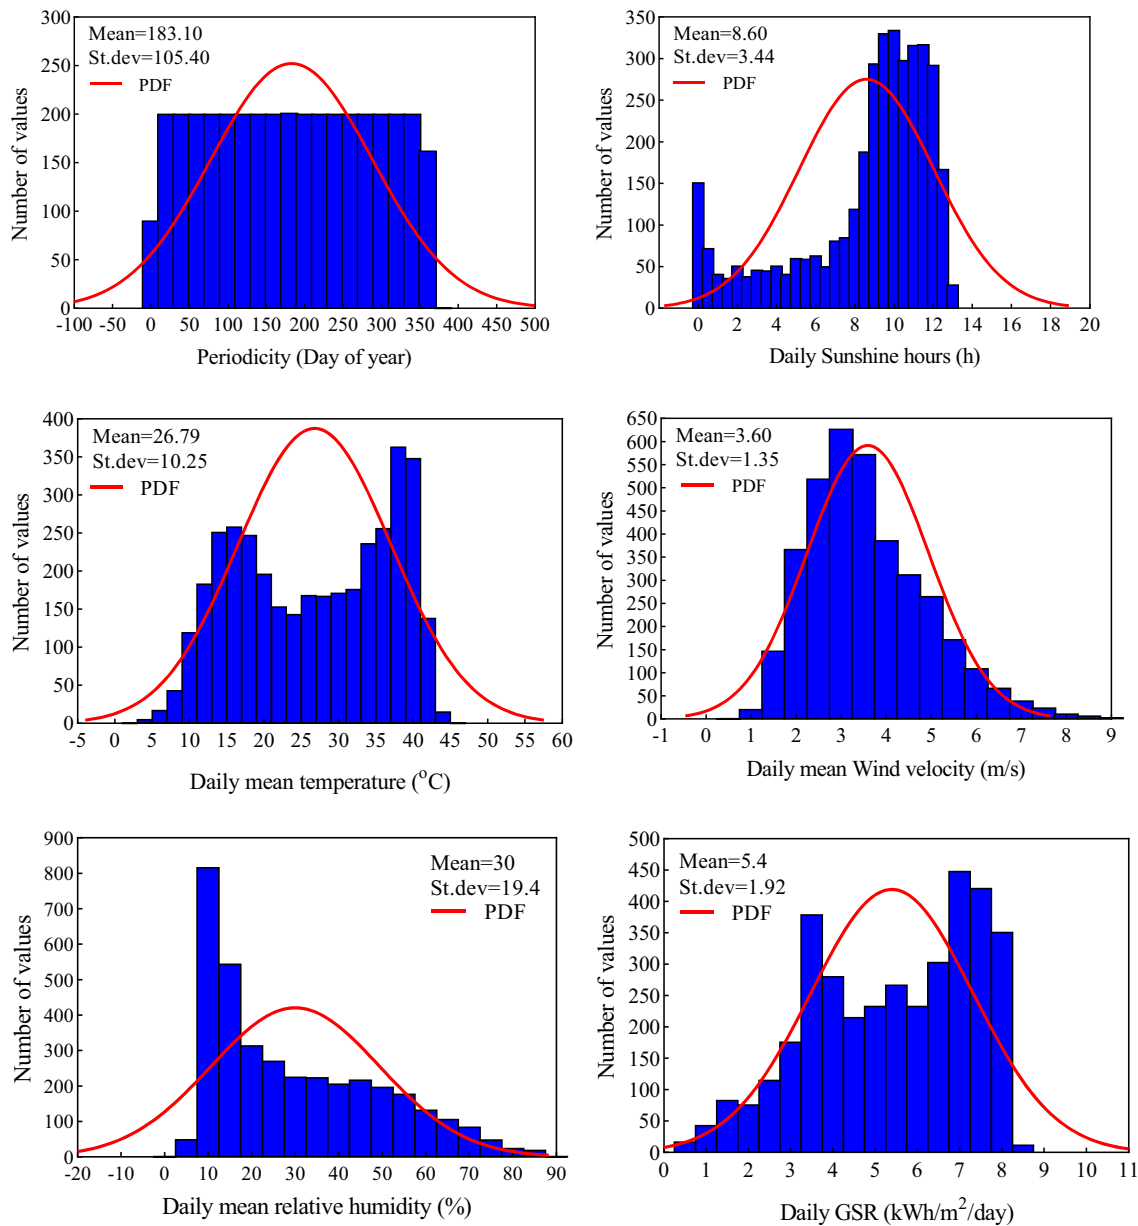 300
250
200
150
100
50
0
Number of values
Mean=183.10
St.dev=105.40
PDF
-100 -50 0 50 100 150 200 250 300 350 400 450 500
Periodicity (Day of year)
350
300
250
200
150
100
50
0
Number of values
Mean=8.60
St.dev=3.44
PDF
0 2 4 6 8 10 12 14 16 18 20
Daily Sunshine hours (h)
400
350
300
250
200
150
100
50
0
Number of values
Mean=26.79
St.dev=10.25
PDF
-5 0 5 10 15 20 25 30 35 40 45 50 55 60
Daily mean temperature (°C)
650
600
550
500
450
400
350
300
250
200
150
100
50
0
Number of values
Mean=3.60
St.dev=1.35
PDF
-1 0 1 2 3 4 5 6 7 8 9
Daily mean Wind velocity (m/s)
900
800
700
600
500
400
300
200
100
0
Number of values
Mean=30
St.dev=19.4
PDF
-20 -10 0 10 20 30 40 50 60 70 80 90
Daily mean relative humidity (%)
500
450
400
350
300
250
200
150
100
50
0
Number of values
Mean=5.4
St.dev=1.92
PDF
0 1 2 3 4 5 6 7 8 9 10 11
Daily GSR (kWh/m²/day)